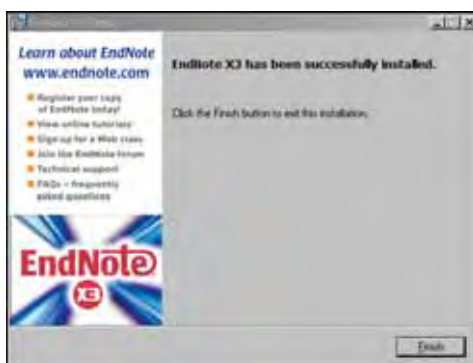 Learn about EndNote
www.endnote.com
Register your copy
of EndNote today!
View online tutorials
Sign up for a Web class
Join the EndNote forum
Technical support
FAQs – frequently
asked questions
EndNote
X3
EndNote X3 has been successfully installed.
Click the Finish button to exit this installation.
Finish